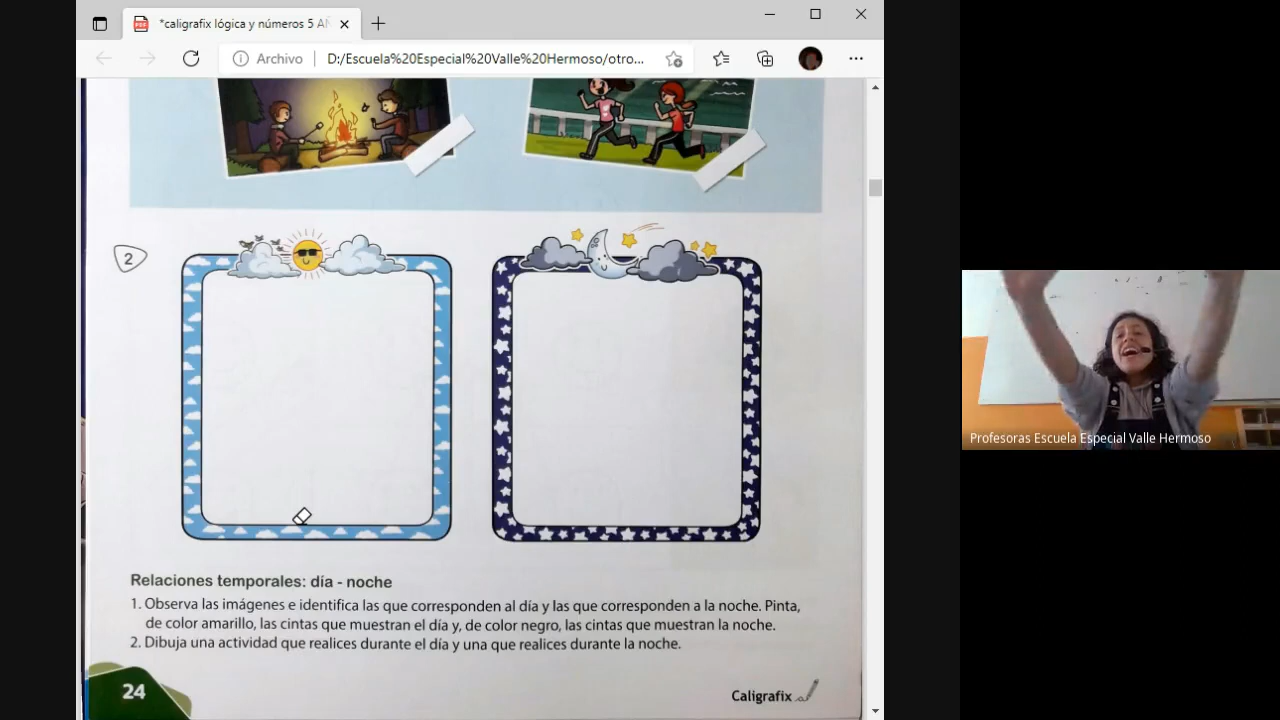 *caligrafix lógica y números 5 AÑ
Archivo
D:/Escuela%20Especial%20Valle%20Hermoso/otro...
2
Relaciones temporales: día - noche
1. Observa las imágenes e identifica las que corresponden al día y las que corresponden a la noche. Pinta,
de color amarillo, las cintas que muestran el día y, de color negro, las cintas que muestran la noche.
2. Dibuja una actividad que realices durante el día y una que realices durante la noche.
24
Caligrafix
Profesoras Escuela Especial Valle Hermoso